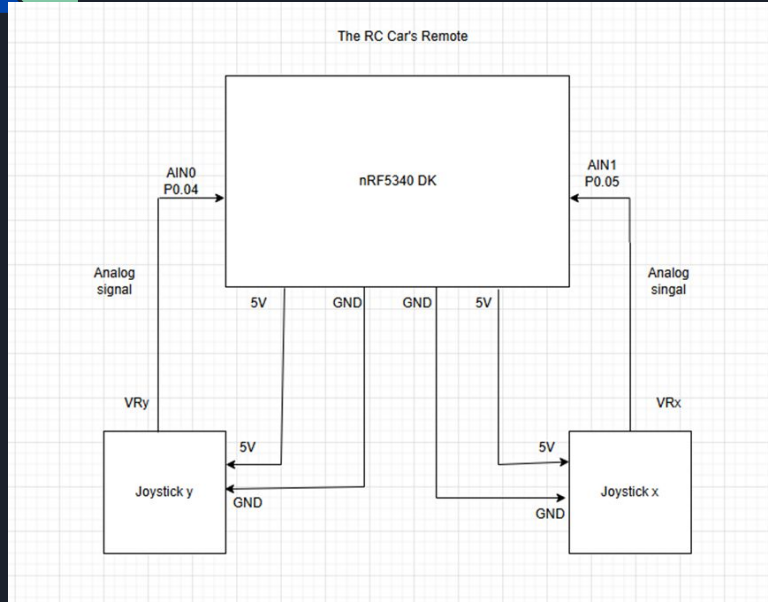 The RC Car's Remote
nRF5340 DK
AIN0
P0.04
AIN1
P0.05
Analog
signal
Analog
singal
5V
GND
GND
5V
VRy
VRx
5V
GND
Joystick y
5V
GND
Joystick x